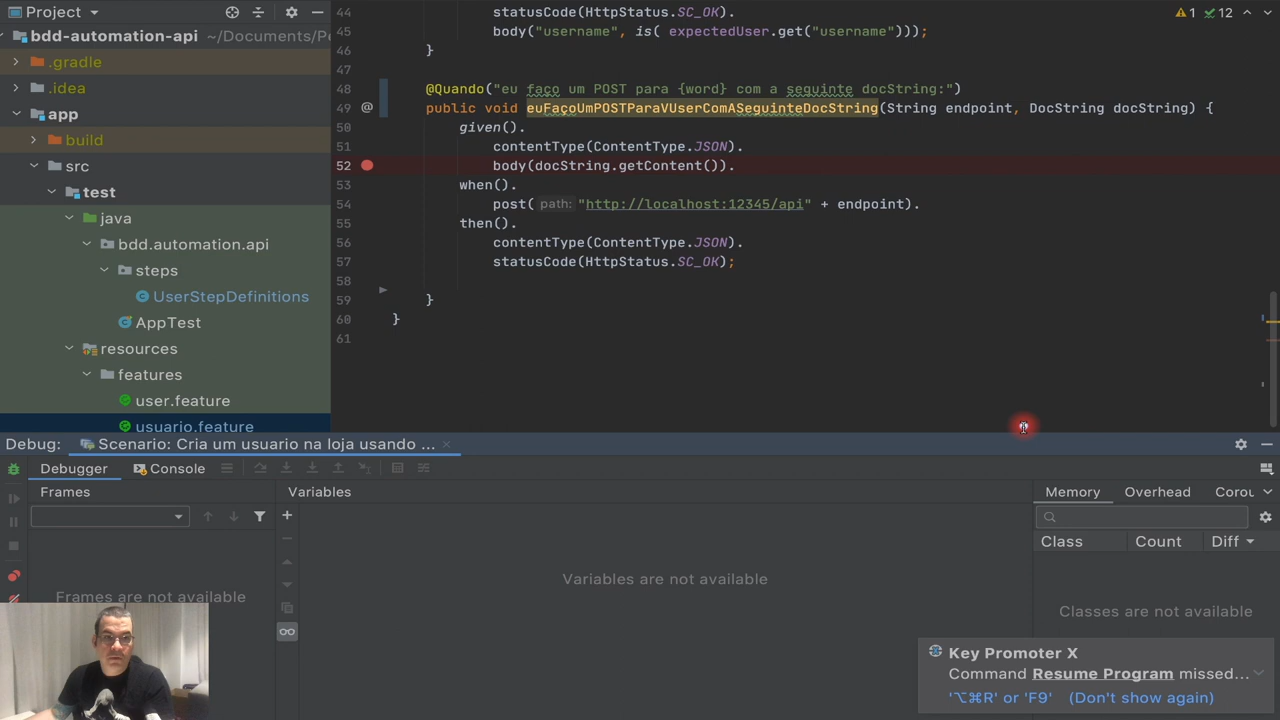 Project
bdd-automation-api ~/Documents/Pe
.gradle
.idea
app
build
src
test
java
bdd.automation.api
steps
UserStepDefinitions
AppTest
resources
features
user.feature
usuario.feature
44 statusCode(HttpStatus.SC_OK).
45 body("username", is( expectedUser.get("username")));
46 }
47
48 @Quando("eu faço um POST para {word} com a seguinte docString:")
49 public void euFaçoUmPOSTParaVUserComASeguinteDocString(String endpoint, DocString docString) {
50 given().
51 contentType(ContentType.JSON).
52 body(docString.getContent()).
53 when().
54 post( path: "http://localhost:12345/api" + endpoint).
55 then().
56 contentType(ContentType.JSON).
57 statusCode(HttpStatus.SC_OK);
58
59 }
60 }
61
1 12
Debug: Scenario: Cria um usuario na loja usando ...
Debugger Console
Frames
Frames are not available
Variables
Variables are not available
Memory Overhead Corou
Class Count Diff
Classes are not available
Key Promoter X
Command Resume Program missed...
'⌥⌘R' or 'F9' (Don't show again)